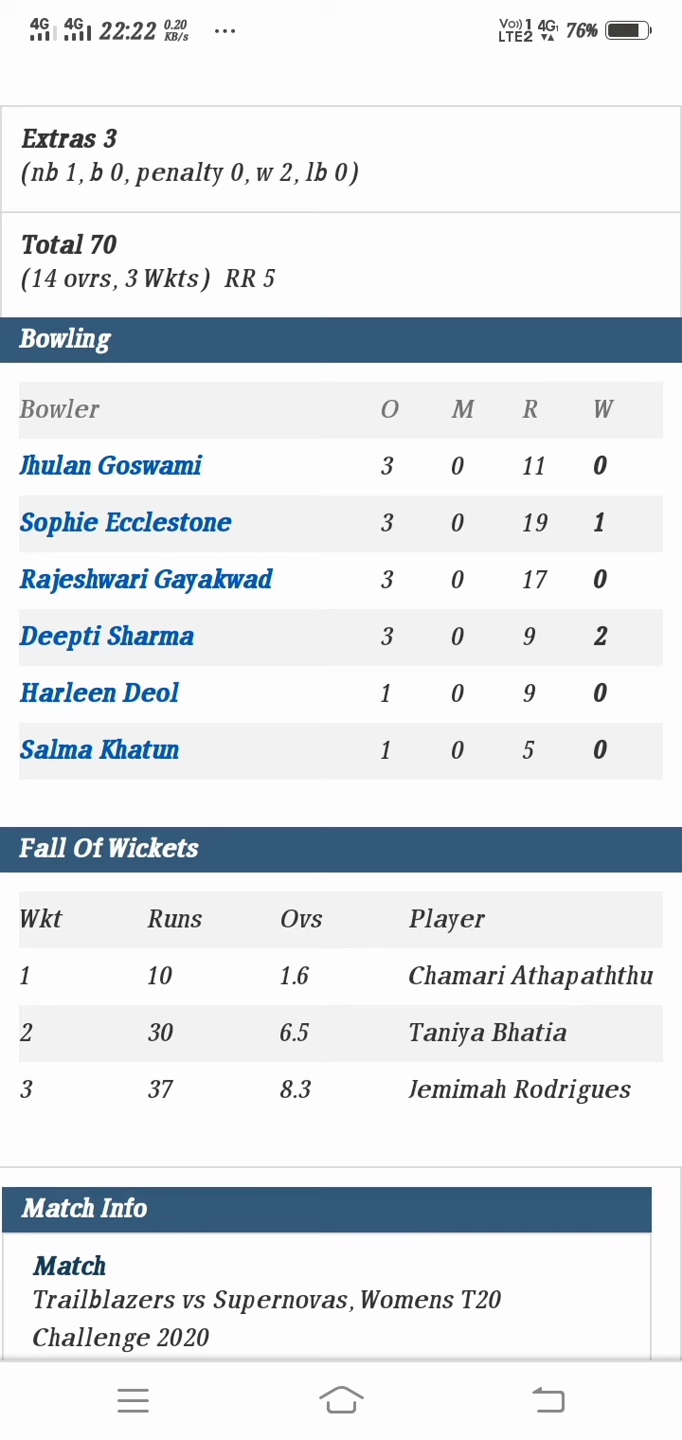 4G 4G 22:22 0.20 KB/s ... Vo)) 1 LTE2 4G 76%
Extras 3
(nb 1, b 0, penalty 0, w 2, lb 0)
Total 70
(14 ovrs, 3 Wkts) RR 5
Bowling
Bowler O M R W
Jhulan Goswami 3 0 11 0
Sophie Ecclestone 3 0 19 1
Rajeshwari Gayakwad 3 0 17 0
Deepti Sharma 3 0 9 2
Harleen Deol 1 0 9 0
Salma Khatun 1 0 5 0
Fall Of Wickets
Wkt Runs Ovs Player
1 10 1.6 Chamari Athapaththu
2 30 6.5 Taniya Bhatia
3 37 8.3 Jemimah Rodrigues
Match Info
Match
Trailblazers vs Supernovas, Womens T20
Challenge 2020